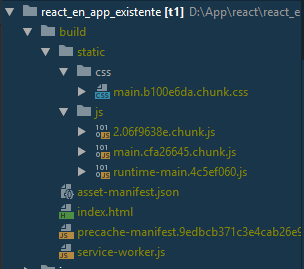 react_en_app_existente [t1] D:\App\react\react_e
build
static
css
main.b100e6da.chunk.css
js
2.06f9638e.chunk.js
main.cfa26645.chunk.js
runtime-main.4c5ef060.js
asset-manifest.json
index.html
precache-manifest.9edbcb371c3e4cab26e9
service-worker.js